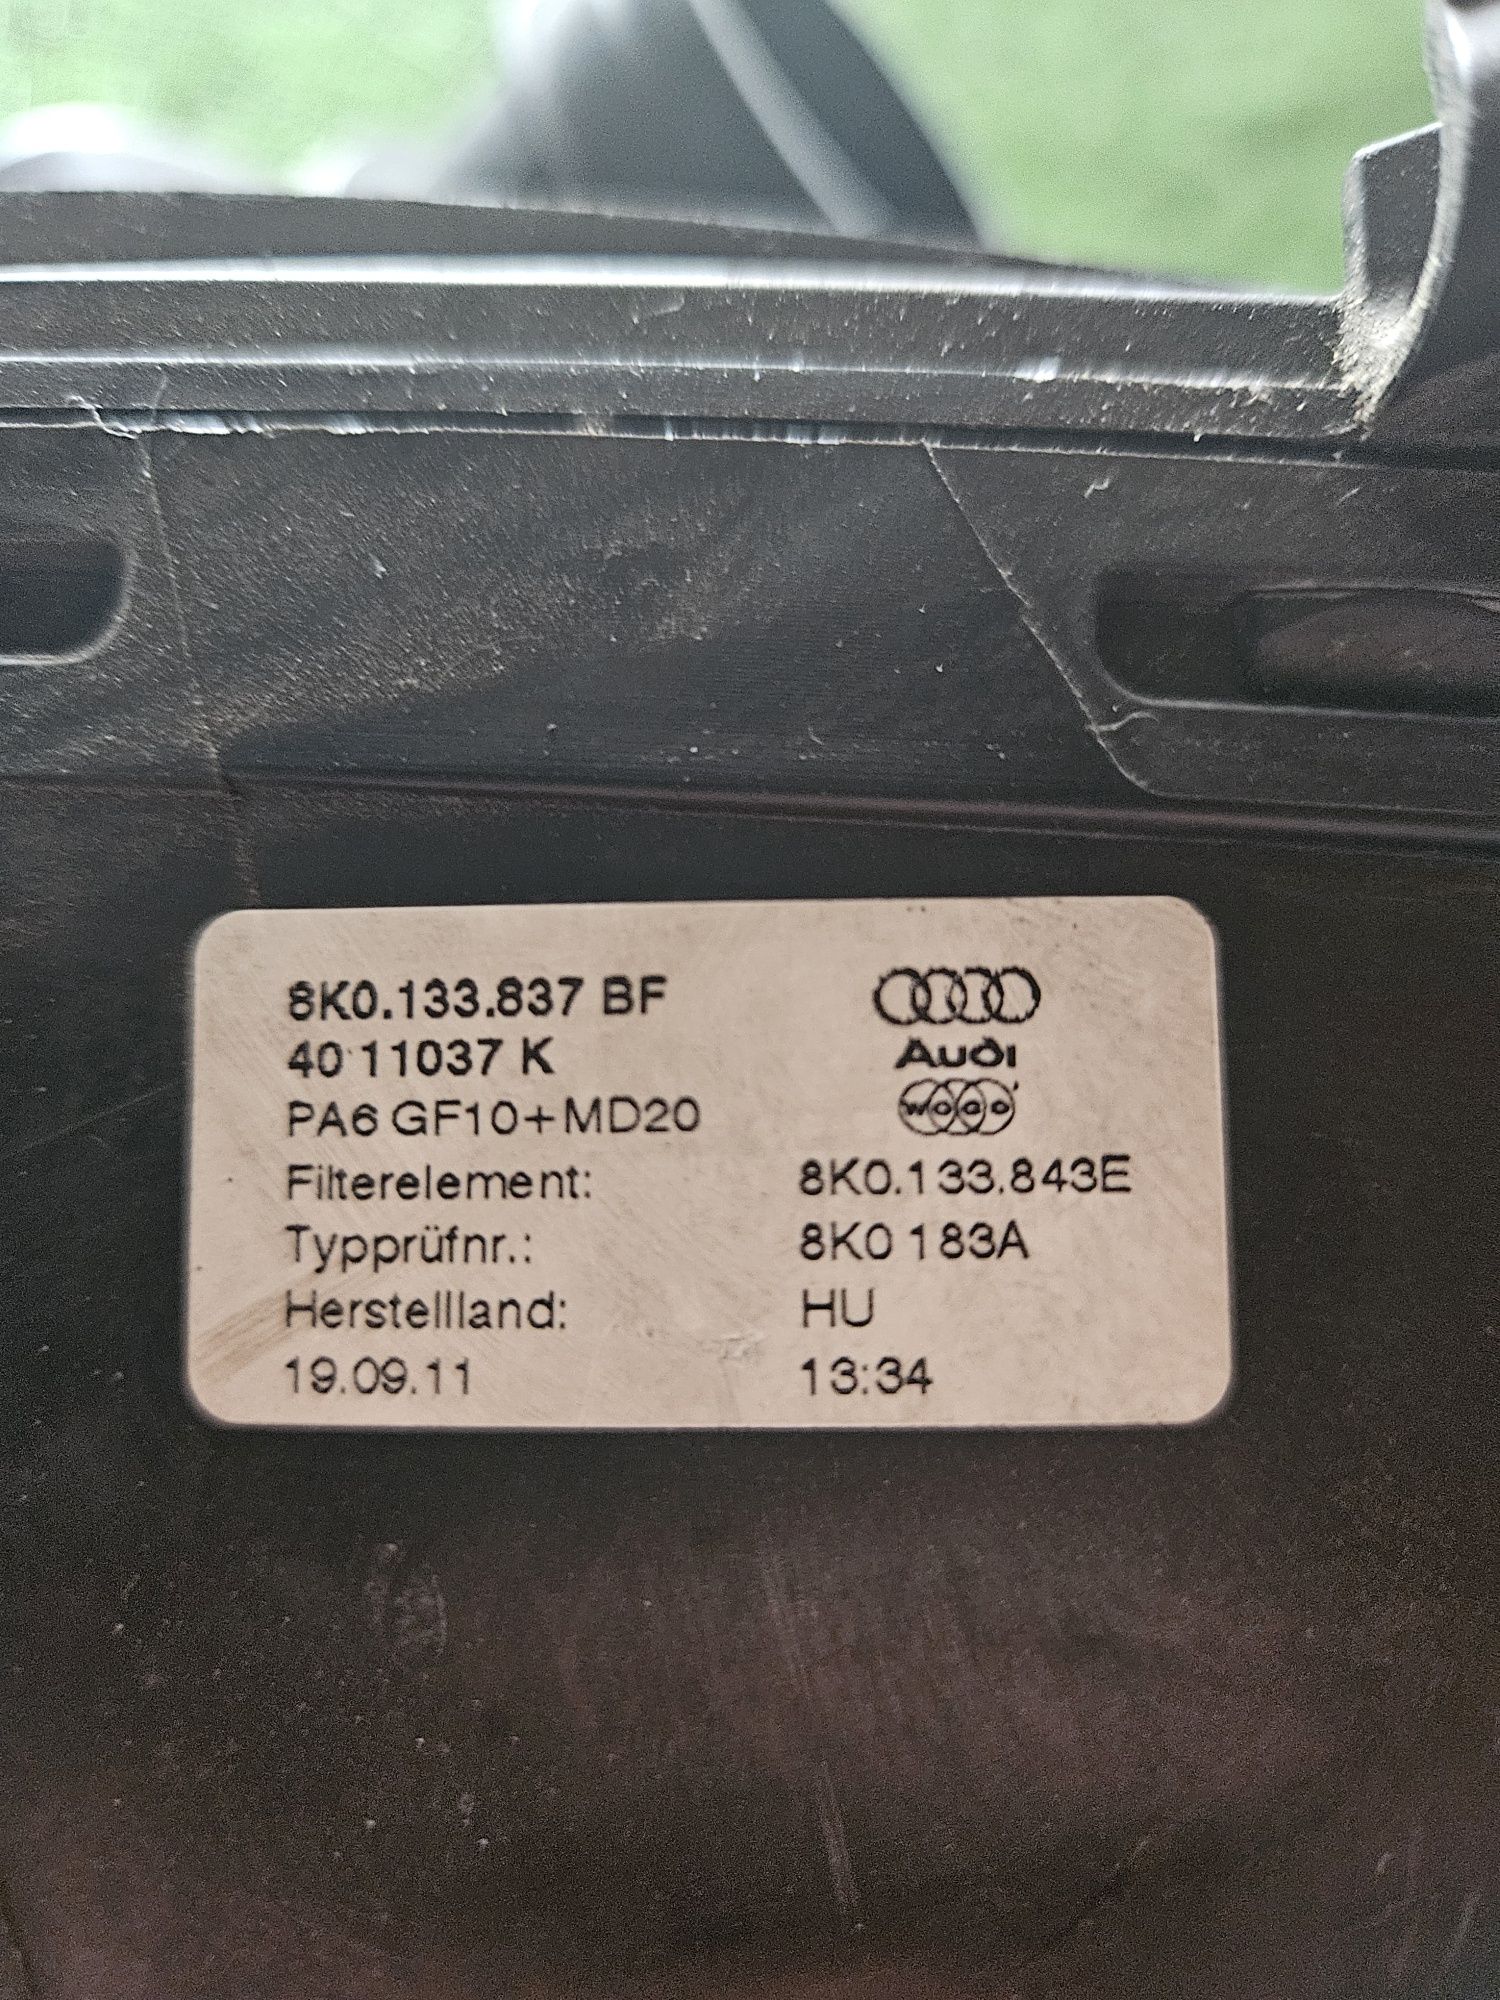 8K0.133.837 BF
40 11037 K
PA6 GF10+MD20
Audi
WOCO
Filterelement: 8K0.133.843E
Typprüfnr.: 8K0 183A
Herstellland: HU
19.09.11 13:34